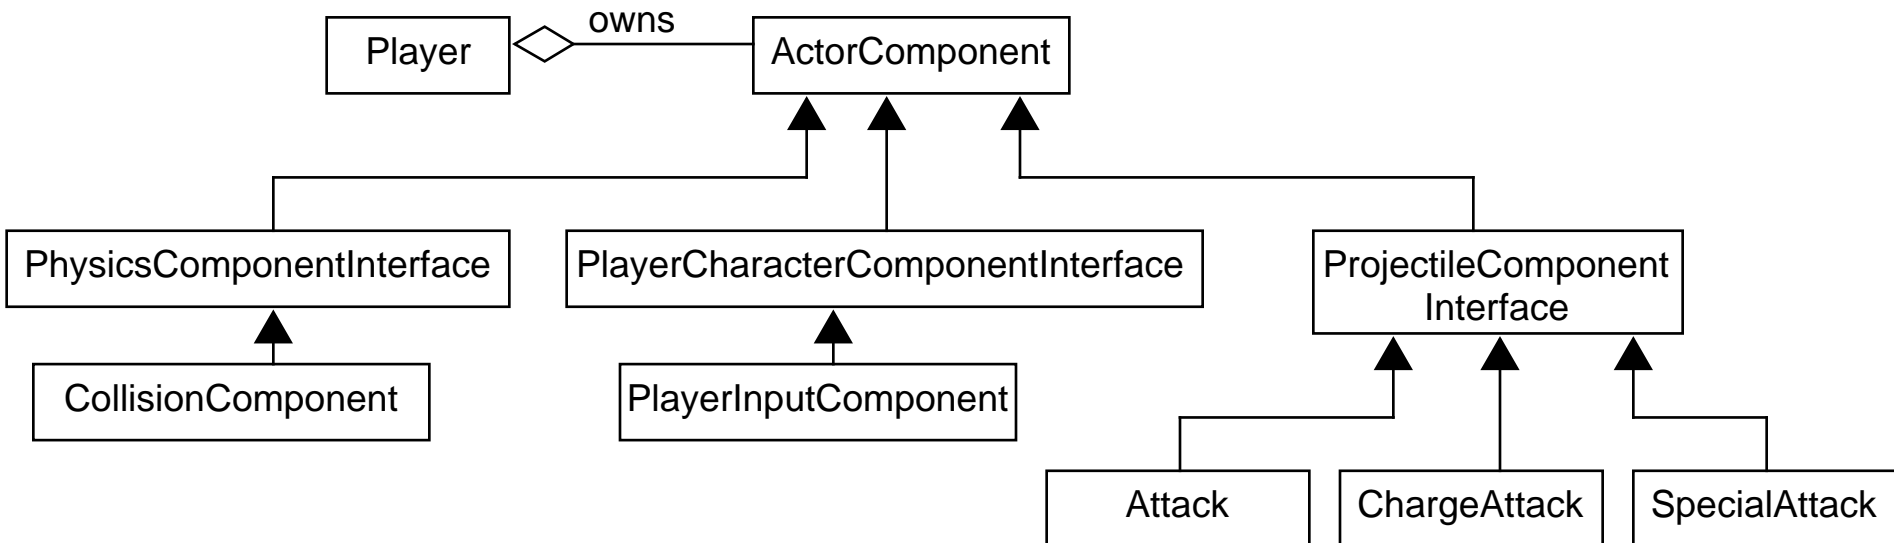 owns
Player
ActorComponent
PhysicsComponentInterface
PlayerCharacterComponentInterface
ProjectileComponent
Interface
CollisionComponent
PlayerInputComponent
Attack
ChargeAttack
SpecialAttack